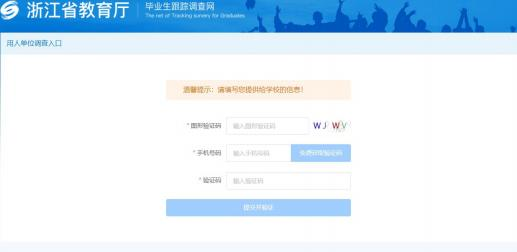 浙江省教育厅 毕业生跟踪调查网
The net of Tracking survery for Graduates
用人单位调查入口
温馨提示：请填写您提供给学校的信息！
*图形验证码 输入图形验证码 W J W V
*手机号码 输入手机号码 免费获取验证码
*验证码 输入验证码
提交并验证